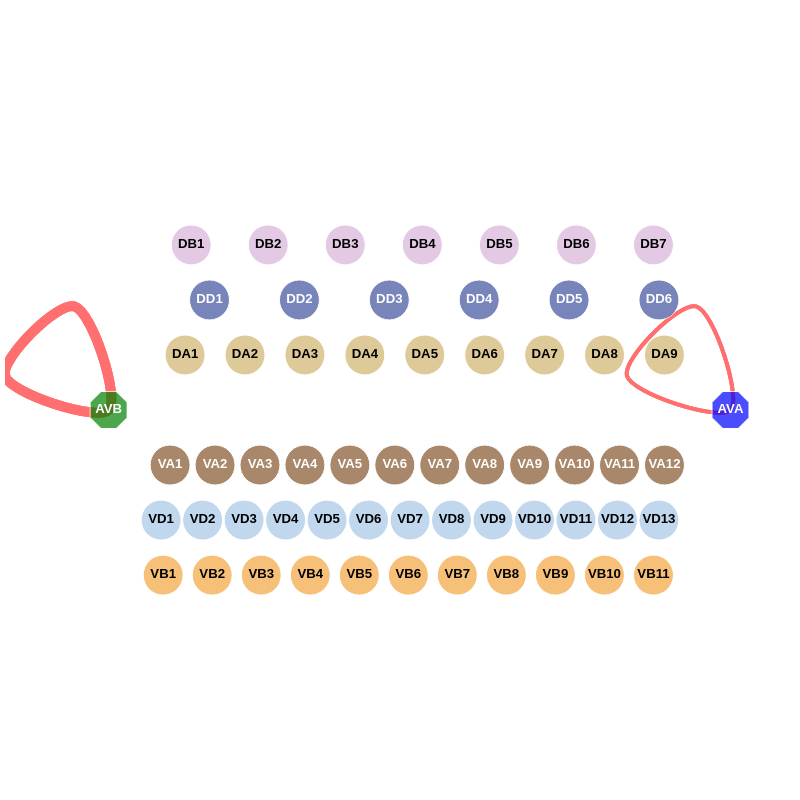 DB1 DB2 DB3 DB4 DB5 DB6 DB7
DD1 DD2 DD3 DD4 DD5 DD6
DA1 DA2 DA3 DA4 DA5 DA6 DA7 DA8 DA9
AVB AVA
VA1 VA2 VA3 VA4 VA5 VA6 VA7 VA8 VA9 VA10 VA11 VA12
VD1 VD2 VD3 VD4 VD5 VD6 VD7 VD8 VD9 VD10 VD11 VD12 VD13
VB1 VB2 VB3 VB4 VB5 VB6 VB7 VB8 VB9 VB10 VB11